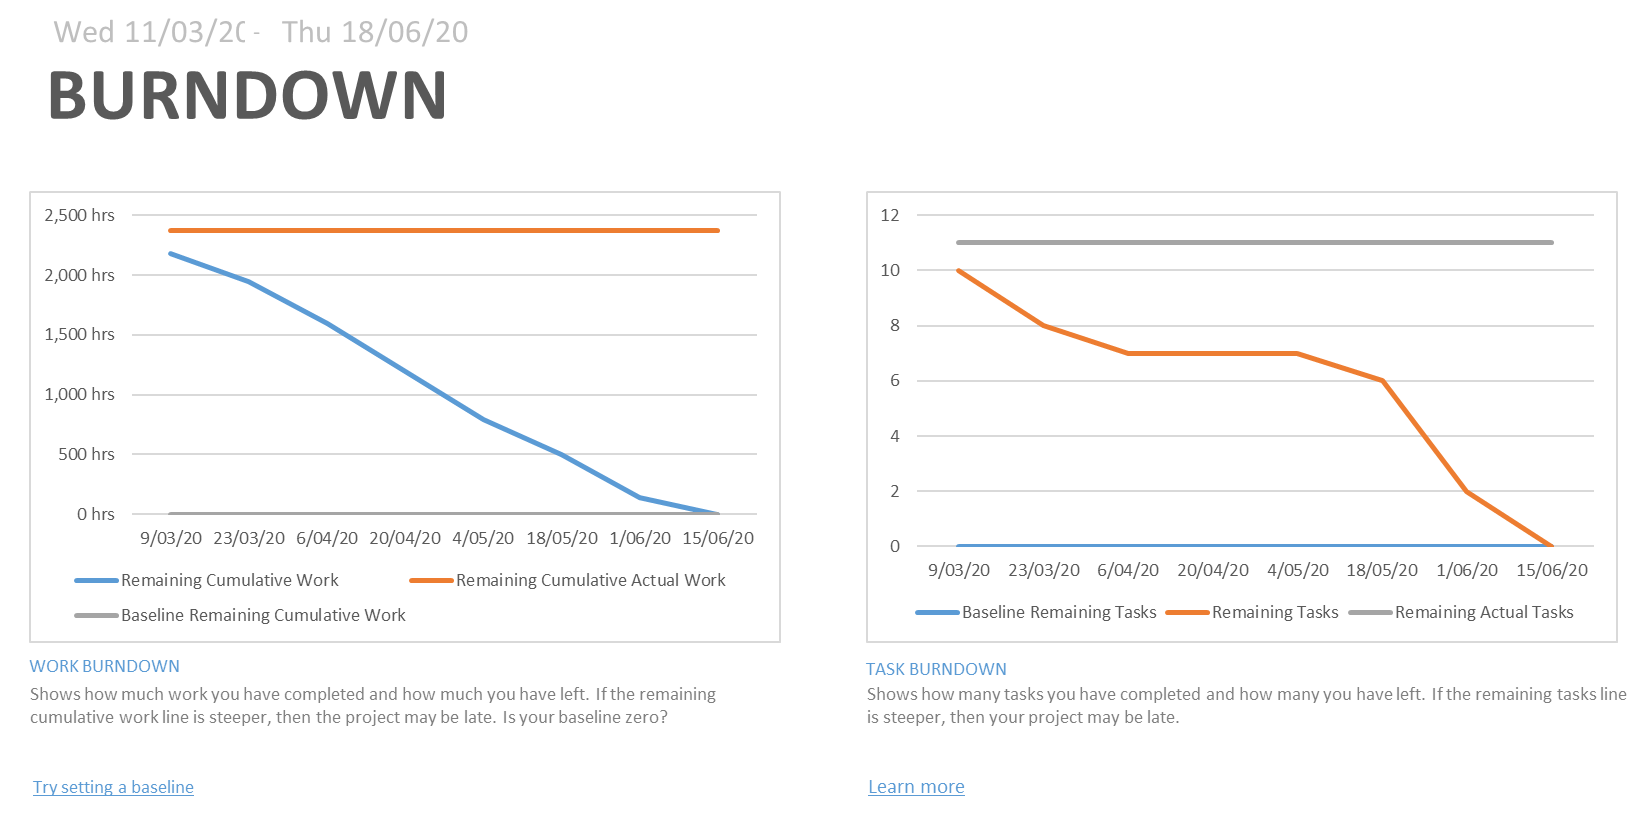 Wed 11/03/20 - Thu 18/06/20
BURNDOWN
2,500 hrs
2,000 hrs
1,500 hrs
1,000 hrs
500 hrs
0 hrs
9/03/20 23/03/20 6/04/20 20/04/20 4/05/20 18/05/20 1/06/20 15/06/20
Remaining Cumulative Work Remaining Cumulative Actual Work
Baseline Remaining Cumulative Work
WORK BURNDOWN
Shows how much work you have completed and how much you have left. If the remaining
cumulative work line is steeper, then the project may be late. Is your baseline zero?
Try setting a baseline
12
10
8
6
4
2
0
9/03/20 23/03/20 6/04/20 20/04/20 4/05/20 18/05/20 1/06/20 15/06/20
Baseline Remaining Tasks Remaining Tasks Remaining Actual Tasks
TASK BURNDOWN
Shows how many tasks you have completed and how many you have left. If the remaining tasks line
is steeper, then your project may be late.
Learn more